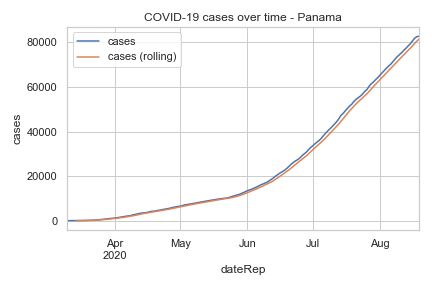 COVID-19 cases over time - Panama
cases
cases (rolling)
80000
60000
40000
20000
0
cases
Apr
2020
May
Jun
Jul
Aug
dateRep